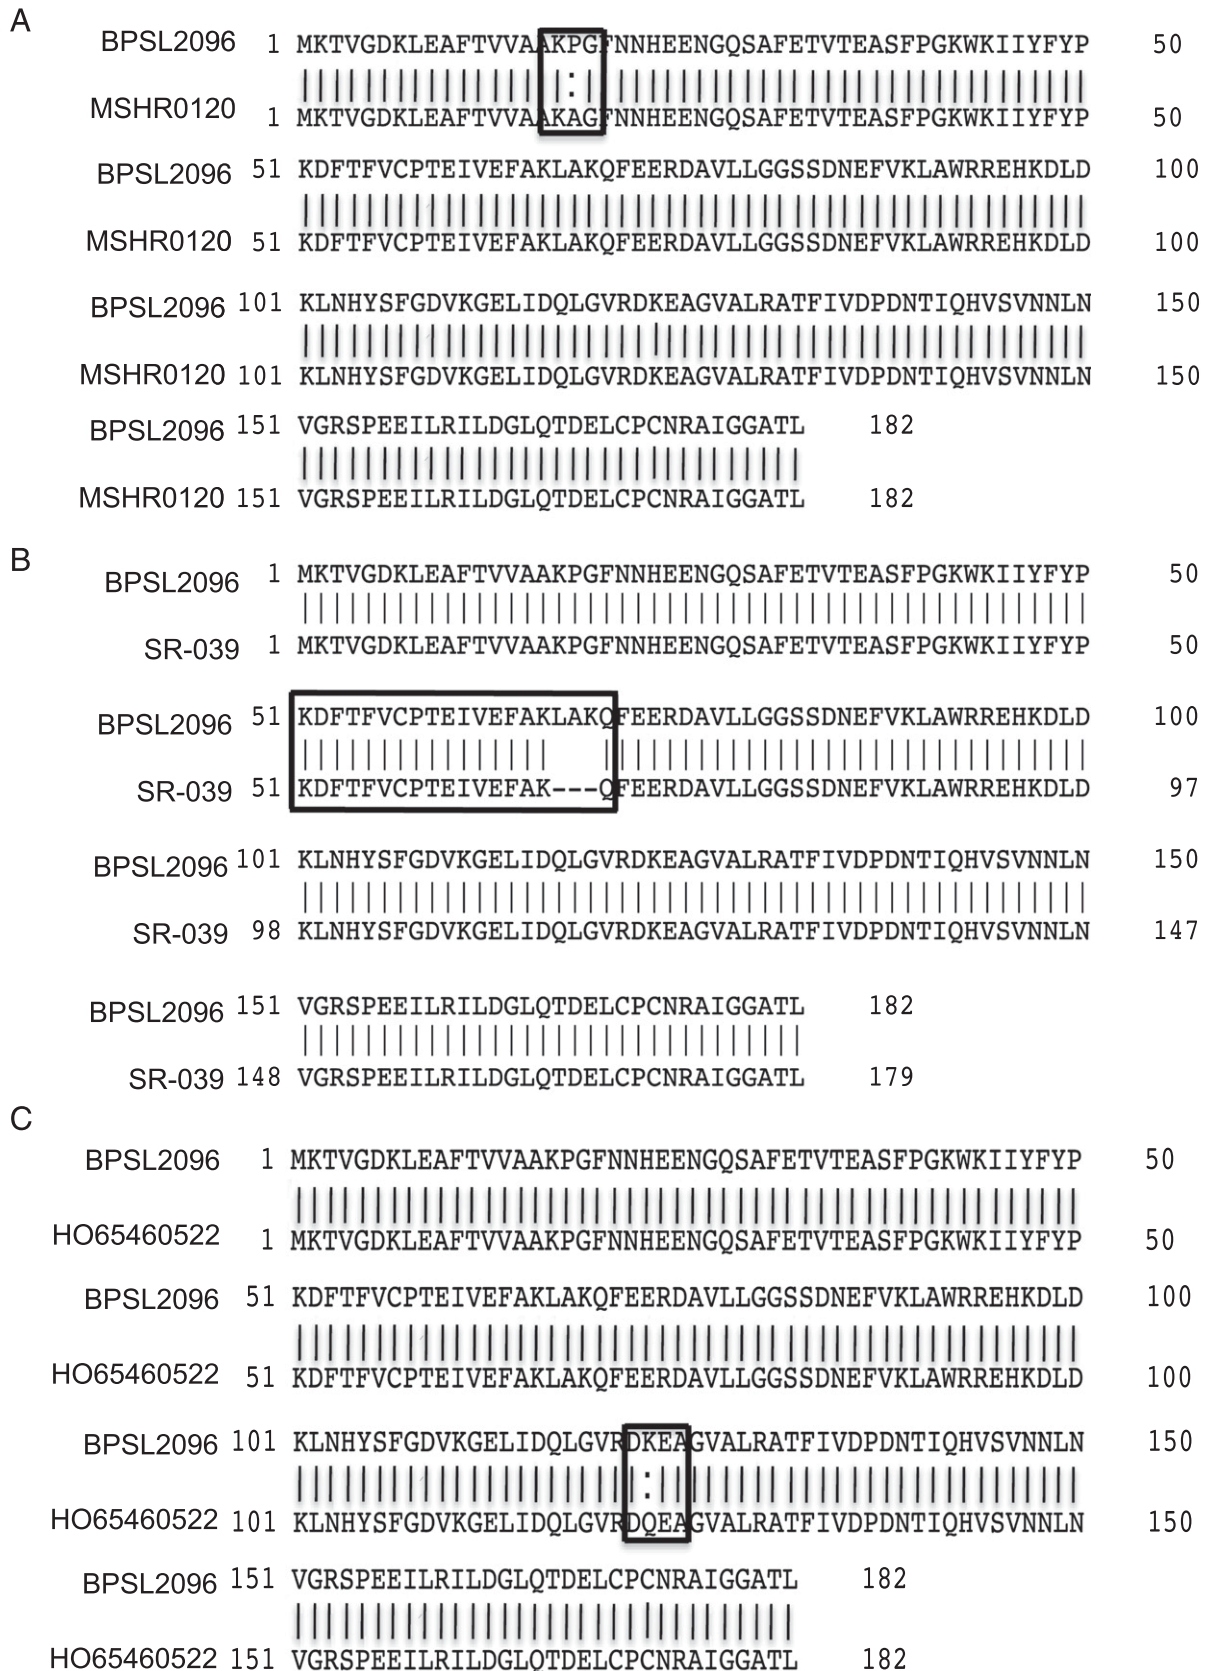 A
BPSL2096 1 MKTVGDKLEAFTVVAAKPGFNNHEENGQSAFETVTEASFPGKWKIIYFYP 50
MSHR0120 1 MKTVGDKLEAFTVVAAKAGFNNHEENGQSAFETVTEASFPGKWKIIYFYP 50
BPSL2096 51 KDFTFVCPTEIVEFAKLAKQFEERDAVLLGGSSDNEFVKLAWRREHKDLD 100
MSHR0120 51 KDFTFVCPTEIVEFAKLAKQFEERDAVLLGGSSDNEFVKLAWRREHKDLD 100
BPSL2096 101 KLNHYSFGDVKGELIDQLGVRDKEAGVALRATFIVDPDNTIQHVSVNNLN 150
MSHR0120 101 KLNHYSFGDVKGELIDQLGVRDKEAGVALRATFIVDPDNTIQHVSVNNLN 150
BPSL2096 151 VGRSPEEILRILDGLQTDELCPCNRAIGGATL 182
MSHR0120 151 VGRSPEEILRILDGLQTDELCPCNRAIGGATL 182
B
BPSL2096 1 MKTVGDKLEAFTVVAAKPGFNNHEENGQSAFETVTEASFPGKWKIIYFYP 50
SR-039 1 MKTVGDKLEAFTVVAAKPGFNNHEENGQSAFETVTEASFPGKWKIIYFYP 50
BPSL2096 51 KDFTFVCPTEIVEFAKLAKQFEERDAVLLGGSSDNEFVKLAWRREHKDLD 100
SR-039 51 KDFTFVCPTEIVEFAK---QFEERDAVLLGGSSDNEFVKLAWRREHKDLD 97
BPSL2096 101 KLNHYSFGDVKGELIDQLGVRDKEAGVALRATFIVDPDNTIQHVSVNNLN 150
SR-039 98 KLNHYSFGDVKGELIDQLGVRDKEAGVALRATFIVDPDNTIQHVSVNNLN 147
BPSL2096 151 VGRSPEEILRILDGLQTDELCPCNRAIGGATL 182
SR-039 148 VGRSPEEILRILDGLQTDELCPCNRAIGGATL 179
C
BPSL2096 1 MKTVGDKLEAFTVVAAKPGFNNHEENGQSAFETVTEASFPGKWKIIYFYP 50
HO65460522 1 MKTVGDKLEAFTVVAAKPGFNNHEENGQSAFETVTEASFPGKWKIIYFYP 50
BPSL2096 51 KDFTFVCPTEIVEFAKLAKQFEERDAVLLGGSSDNEFVKLAWRREHKDLD 100
HO65460522 51 KDFTFVCPTEIVEFAKLAKQFEERDAVLLGGSSDNEFVKLAWRREHKDLD 100
BPSL2096 101 KLNHYSFGDVKGELIDQLGVRDKEAGVALRATFIVDPDNTIQHVSVNNLN 150
HO65460522 101 KLNHYSFGDVKGELIDQLGVRDQEAGVALRATFIVDPDNTIQHVSVNNLN 150
BPSL2096 151 VGRSPEEILRILDGLQTDELCPCNRAIGGATL 182
HO65460522 151 VGRSPEEILRILDGLQTDELCPCNRAIGGATL 182